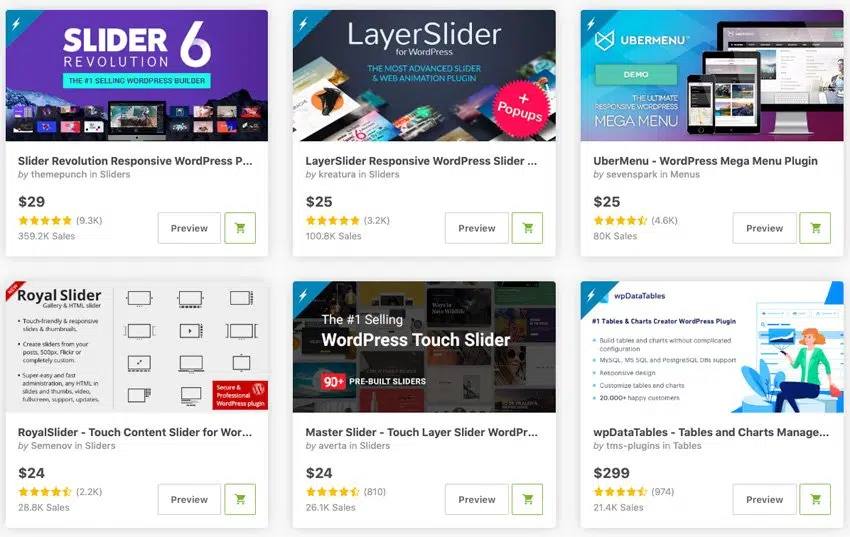 SLIDER
REVOLUTION 6
THE #1 SELLING WORDPRESS BUILDER
Slider Revolution Responsive WordPress P...
by themepunch in Sliders
$29
(9.3K)
359.2K Sales
Preview
LayerSlider
for WordPress
THE MOST ADVANCED SLIDER
& WEB ANIMATION PLUGIN
+
Popups
LayerSlider Responsive WordPress Slider ...
by kreatura in Sliders
$25
(3.2K)
100.8K Sales
Preview
UBERMENU™
DEMO
THE ULTIMATE
RESPONSIVE WORDPRESS
MEGA MENU
UberMenu - WordPress Mega Menu Plugin
by sevenspark in Menus
$25
(4.6K)
80K Sales
Preview
Royal Slider
Gallery & HTML slider
• Touch-friendly & responsive
slides & thumbnails.
• Create sliders from your
posts, 500px, Flickr or
completely custom.
• Super-easy and fast
administration, any HTML in
slides and thumbs, video,
fullscreen, support, updates.
Secure &
Professional
WordPress plugin
RoyalSlider - Touch Content Slider for Wor...
by Semenov in Sliders
$24
(2.2K)
28.8K Sales
Preview
The #1 Selling
WordPress Touch Slider
90+ PRE-BUILT SLIDERS
Master Slider - Touch Layer Slider WordPr...
by averta in Sliders
$24
(810)
26.1K Sales
Preview
wpDataTables
#1 Tables & Charts Creator WordPress Plugin
• Build tables and charts without complicated
configuration
• MySQL, MS SQL and PostgreSQL DBs support
• Responsive design
• Customize tables and charts
• 20.000+ happy customers
wpDataTables - Tables and Charts Manage...
by tms-plugins in Tables
$299
(974)
21.4K Sales
Preview